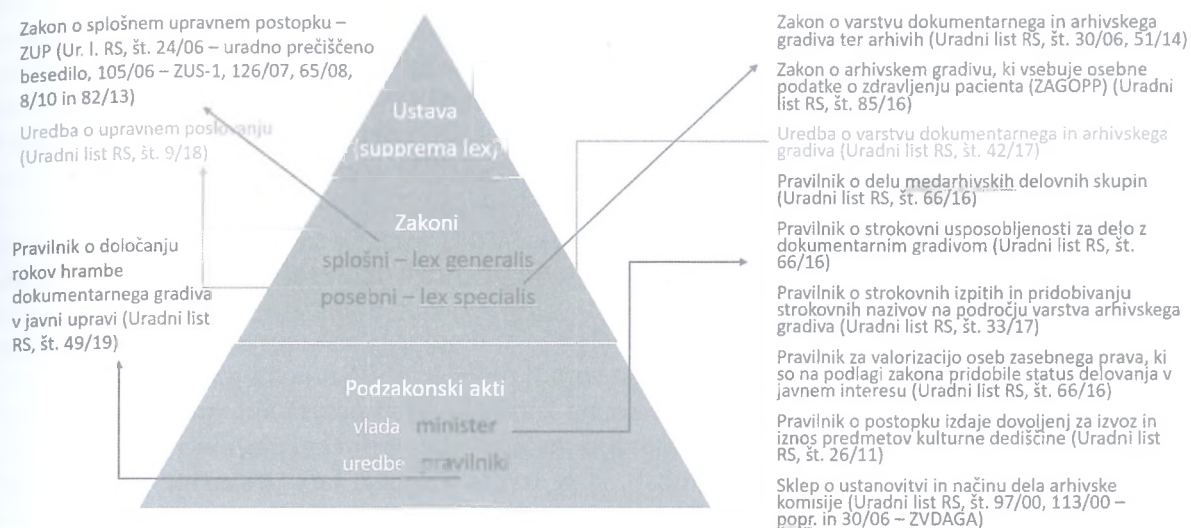 Zakon o splošnem upravnem postopku –
ZUP (Ur. l. RS, št. 24/06 – uradno prečiščeno
besedilo, 105/06 – ZUS-1, 126/07, 65/08,
8/10 in 82/13)
Uredba o upravnem poslovanju
(Uradni list RS, št. 9/18)
Pravilnik o določanju
rokov hrambe
dokumentarnega gradiva
v javni upravi (Uradni list
RS, št. 49/19)
Ustava
(supprema lex)
Zakoni
splošni – lex generalis
posebni – lex specialis
Podzakonski akti
vlada minister
uredbe pravilniki
Zakon o varstvu dokumentarnega in arhivskega
gradiva ter arhivih (Uradni list RS, št. 30/06, 51/14)
Zakon o arhivskem gradivu, ki vsebuje osebne
podatke o zdravljenju pacienta (ZAGOPP) (Uradni
list RS, št. 85/16)
Uredba o varstvu dokumentarnega in arhivskega
gradiva (Uradni list RS, št. 42/17)
Pravilnik o delu medarhivskih delovnih skupin
(Uradni list RS, št. 66/16)
Pravilnik o strokovni usposobljenosti za delo z
dokumentarnim gradivom (Uradni list RS, št.
66/16)
Pravilnik o strokovnih izpitih in pridobivanju
strokovnih nazivov na področju varstva arhivskega
gradiva (Uradni list RS, št. 33/17)
Pravilnik za valorizacijo oseb zasebnega prava, ki
so na podlagi zakona pridobile status delovanja v
javnem interesu (Uradni list RS, št. 66/16)
Pravilnik o postopku izdaje dovoljenj za izvoz in
iznos predmetov kulturne dediščine (Uradni list
RS, št. 26/11)
Sklep o ustanovitvi in načinu dela arhivske
komisije (Uradni list RS, št. 97/00, 113/00 –
popr. in 30/06 – ZVDAGA)